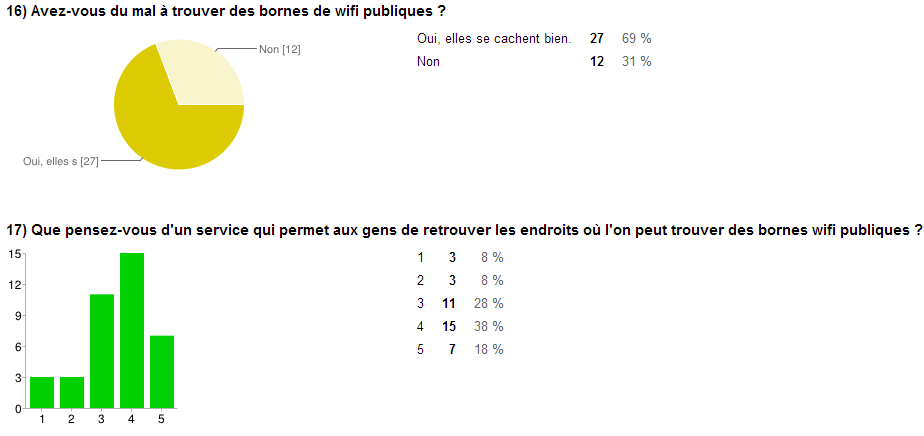 16) Avez-vous du mal à trouver des bornes de wifi publiques ?
Non [12]
Oui, elles s [27]
Oui, elles se cachent bien. 27 69 %
Non 12 31 %
17) Que pensez-vous d'un service qui permet aux gens de retrouver les endroits où l'on peut trouver des bornes wifi publiques ?
15
12
9
6
3
0
1 2 3 4 5
1 3 8 %
2 3 8 %
3 11 28 %
4 15 38 %
5 7 18 %